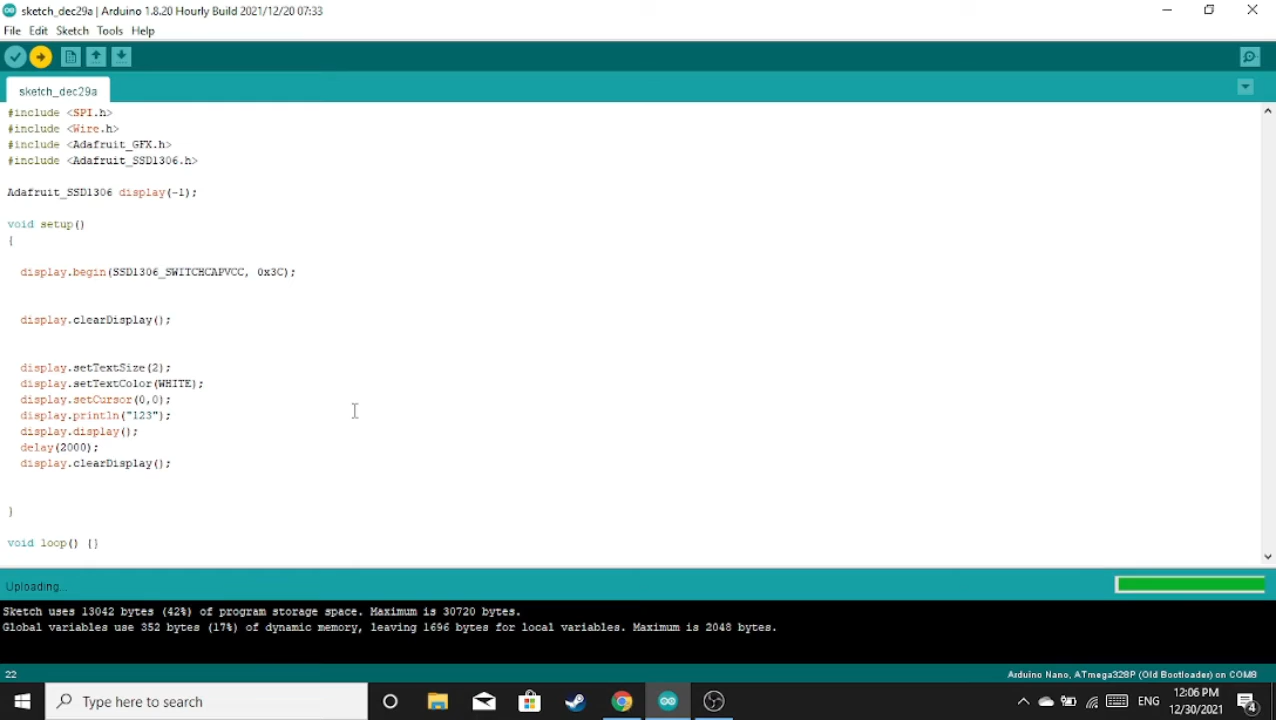 sketch_dec29a | Arduino 1.8.20 Hourly Build 2021/12/20 07:33
File Edit Sketch Tools Help
sketch_dec29a
#include <SPI.h>
#include <Wire.h>
#include <Adafruit_GFX.h>
#include <Adafruit_SSD1306.h>
Adafruit_SSD1306 display(-1);
void setup()
{
display.begin(SSD1306_SWITCHCAPVCC, 0x3C);
display.clearDisplay();
display.setTextSize(2);
display.setTextColor(WHITE);
display.setCursor(0,0);
display.println("123");
display.display();
delay(2000);
display.clearDisplay();
}
void loop() {}
Uploading...
Sketch uses 13042 bytes (42%) of program storage space. Maximum is 30720 bytes.
Global variables use 352 bytes (17%) of dynamic memory, leaving 1696 bytes for local variables. Maximum is 2048 bytes.
22 Arduino Nano, ATmega328P (Old Bootloader) on COM8
Type here to search ENG 12:06 PM
12/30/2021 4